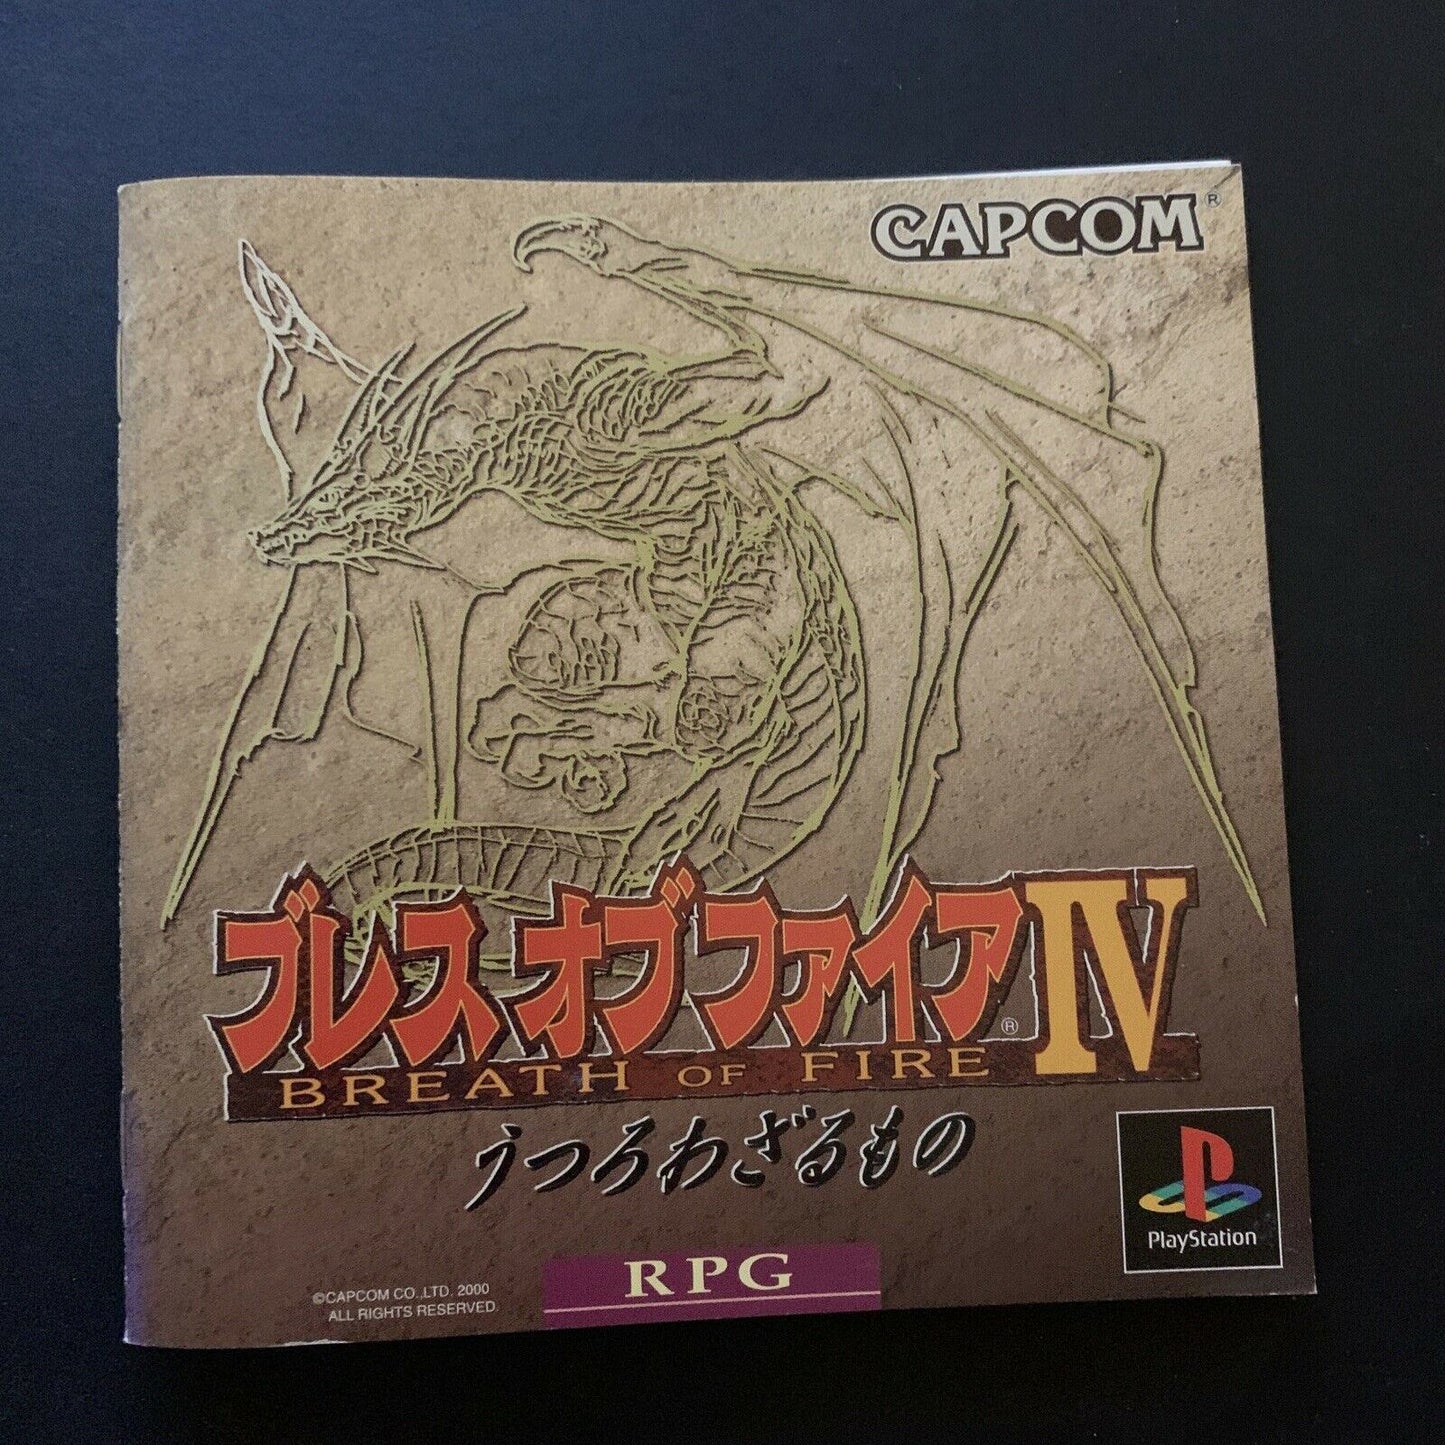 CAPCOM®
ブレス オブ ファイア® IV
BREATH OF FIRE
うつろわざるもの
PlayStation
RPG
©CAPCOM CO.,LTD. 2000
ALL RIGHTS RESERVED.